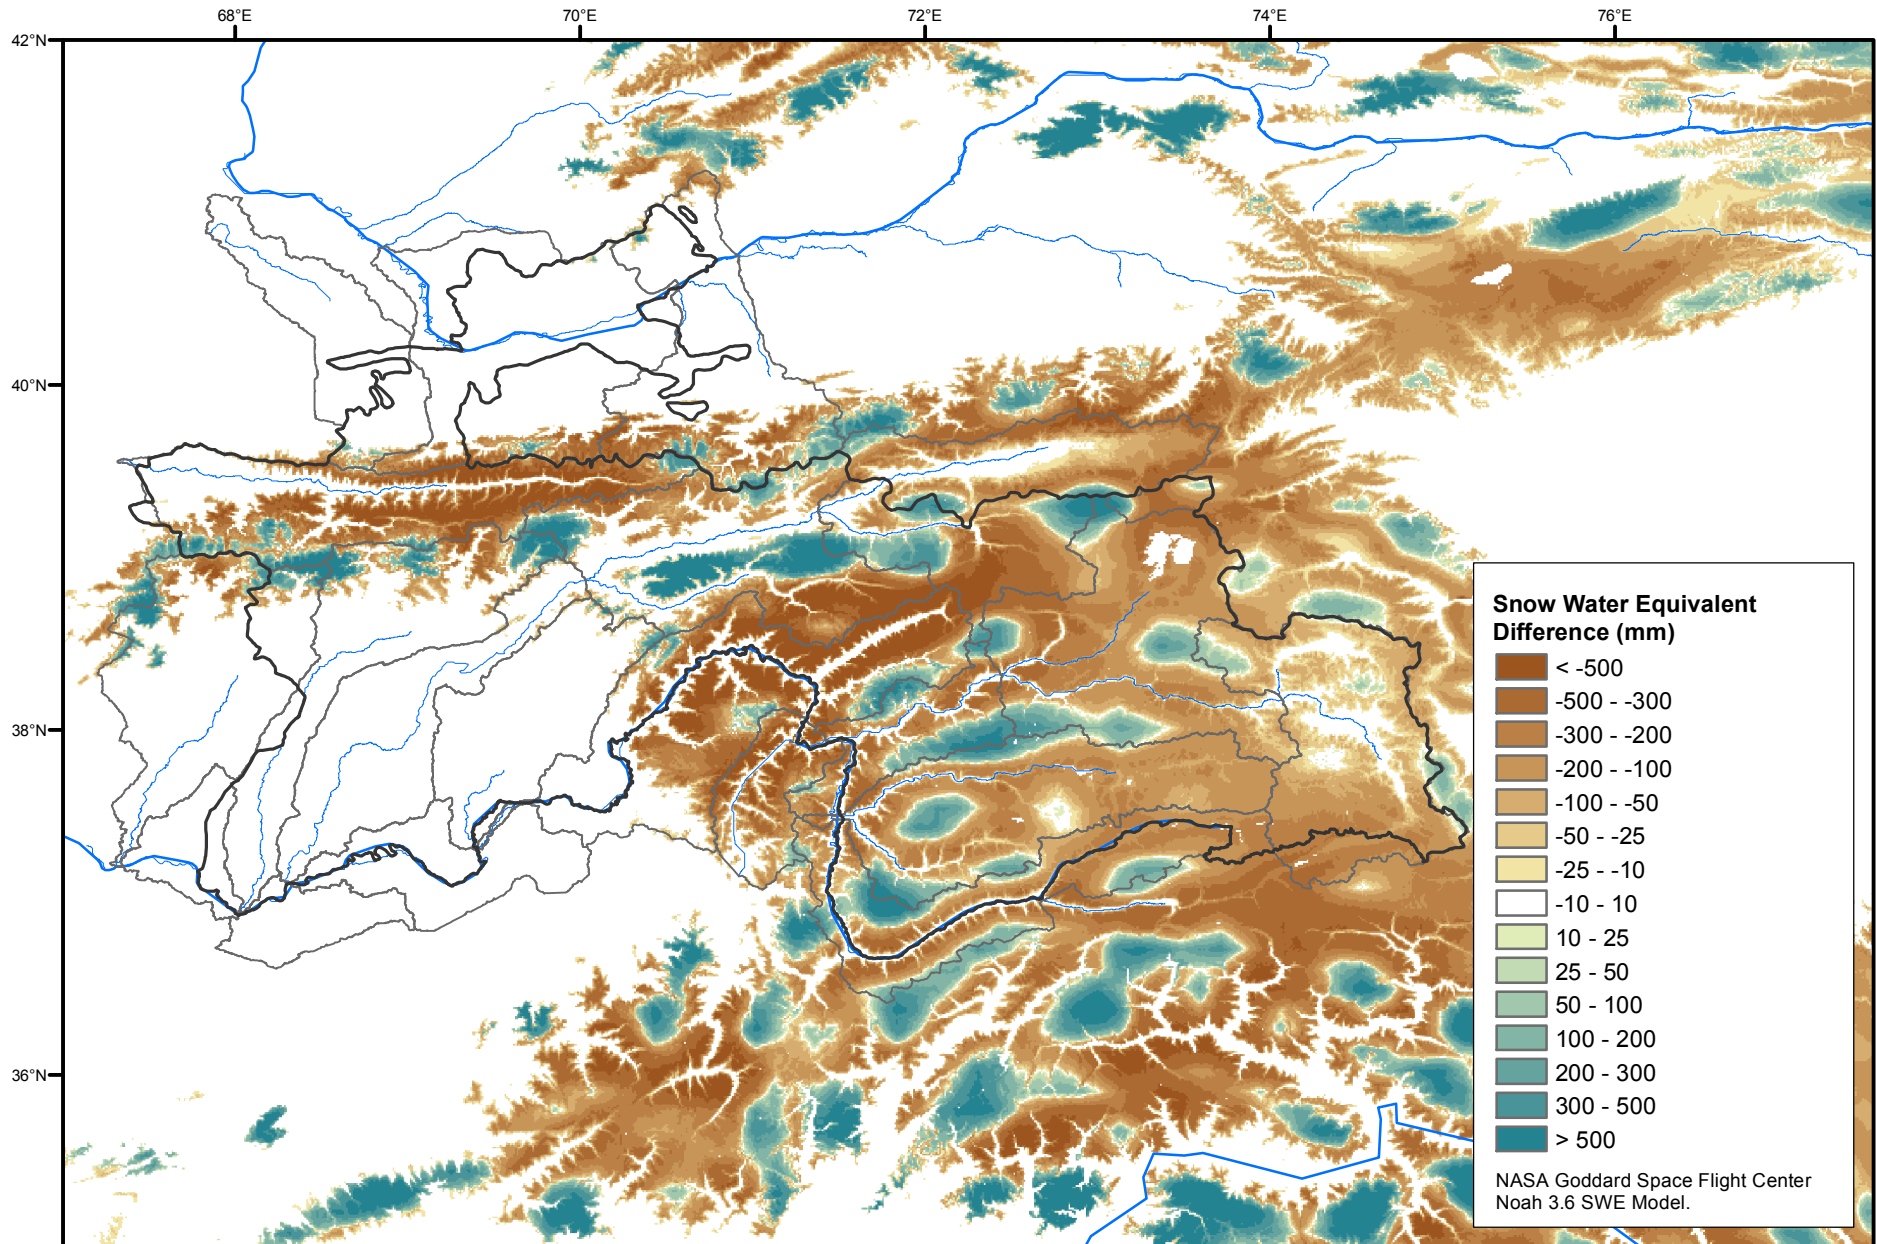 68°E
70°E
72°E
74°E
76°E
42°N
40°N
38°N
36°N
Snow Water Equivalent
Difference (mm)
< -500
-500 - -300
-300 - -200
-200 - -100
-100 - -50
-50 - -25
-25 - -10
-10 - 10
10 - 25
25 - 50
50 - 100
100 - 200
200 - 300
300 - 500
> 500
NASA Goddard Space Flight Center
Noah 3.6 SWE Model.